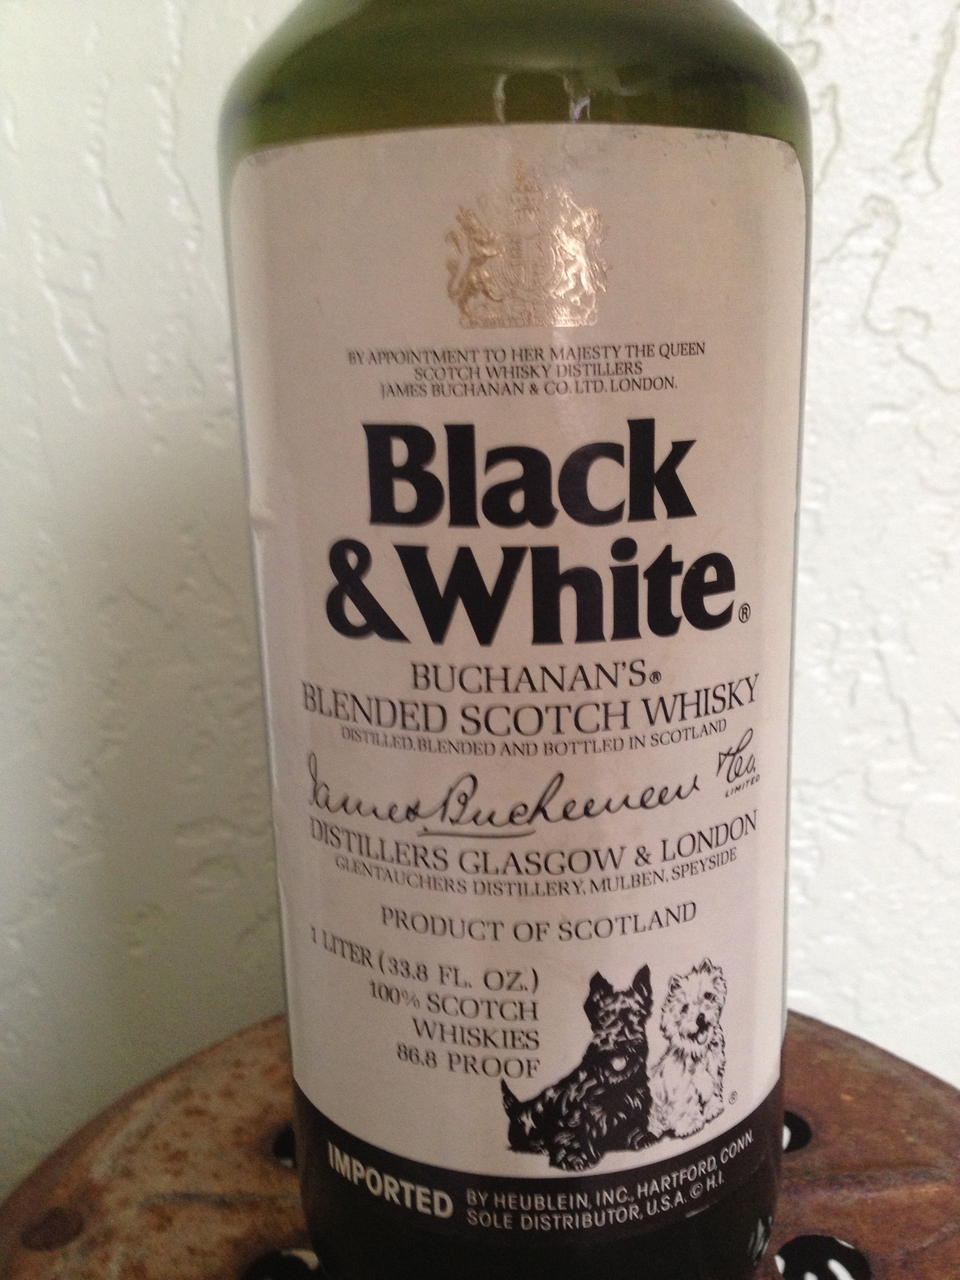 BY APPOINTMENT TO HER MAJESTY THE QUEEN
SCOTCH WHISKY DISTILLERS
JAMES BUCHANAN & CO. LTD. LONDON.
Black
& White®
BUCHANAN'S®
BLENDED SCOTCH WHISKY
DISTILLED, BLENDED AND BOTTLED IN SCOTLAND
James Buchanan & Co.
LIMITED
DISTILLERS GLASGOW & LONDON
GLENTAUCHERS DISTILLERY, MULBEN, SPEYSIDE
PRODUCT OF SCOTLAND
1 LITER (33.8 FL. OZ.)
100% SCOTCH
WHISKIES
86.8 PROOF
®
IMPORTED
BY HEUBLEIN, INC., HARTFORD, CONN.
SOLE DISTRIBUTOR, U.S.A. © H.I.